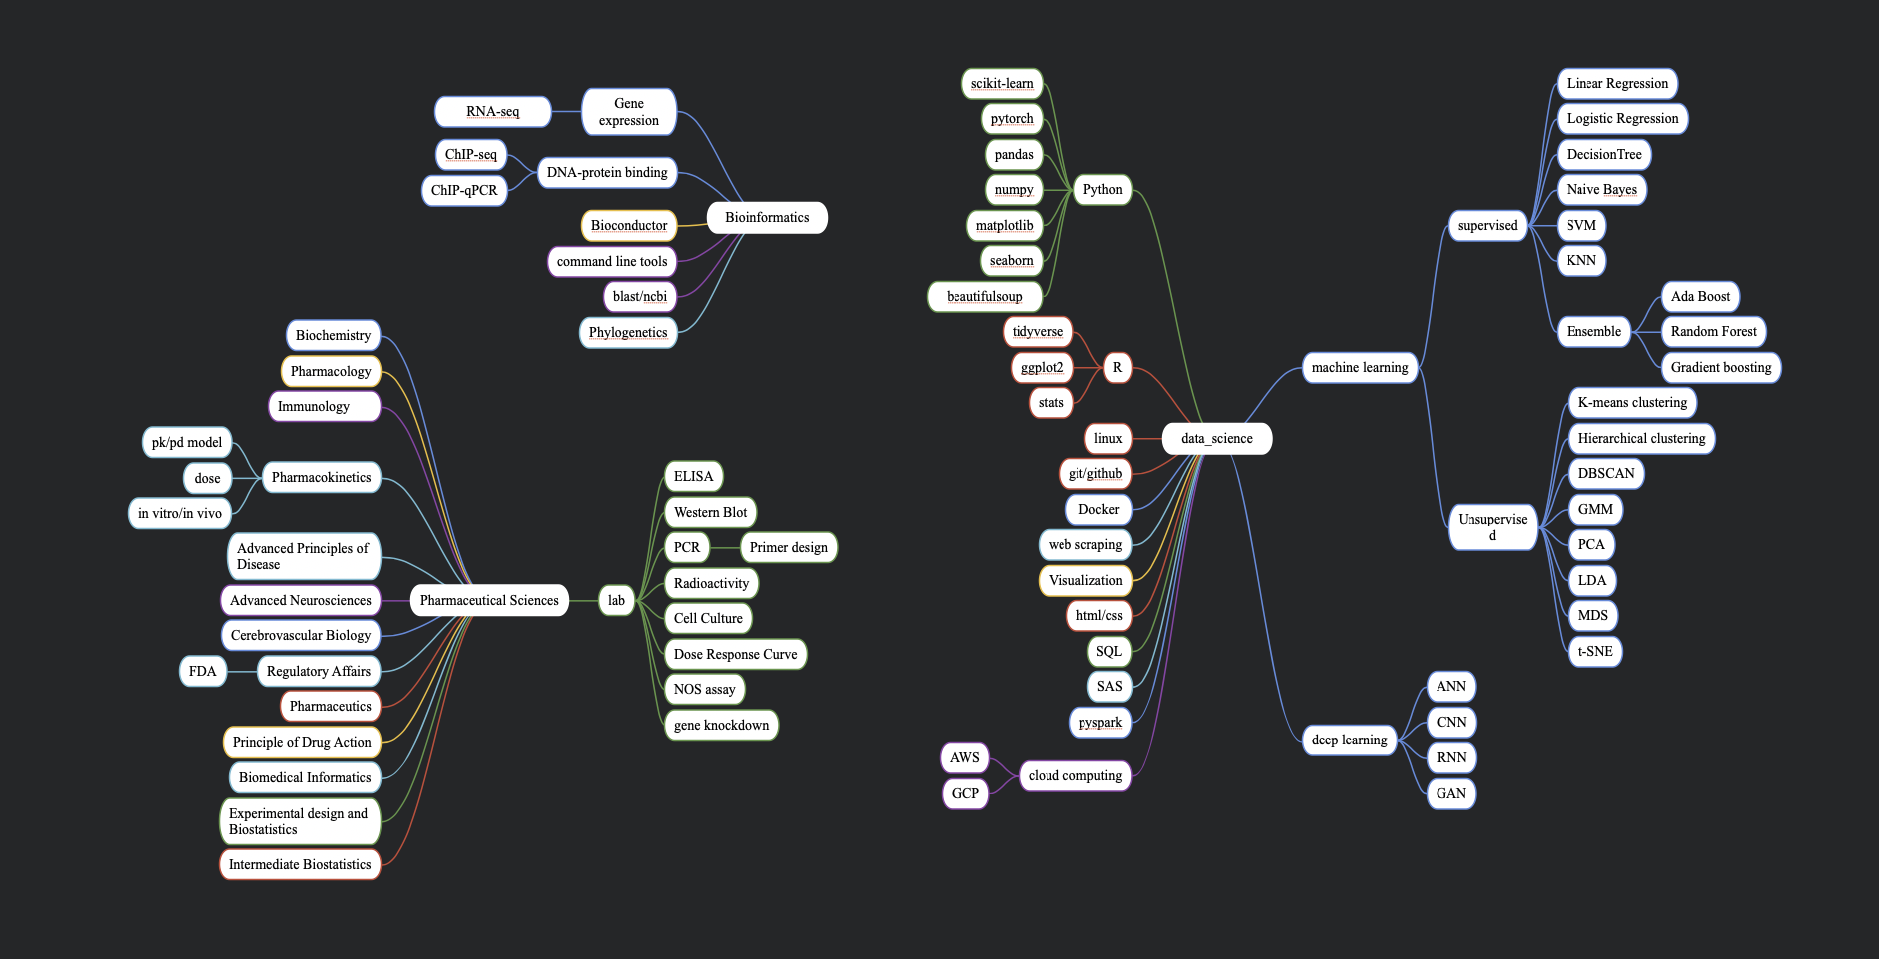 RNA-seq
Gene
expression
ChIP-seq
ChIP-qPCR
DNA-protein binding
Bioinformatics
Bioconductor
command line tools
blast/ncbi
Phylogenetics
Biochemistry
Pharmacology
Immunology
pk/pd model
dose
in vitro/in vivo
Pharmacokinetics
Advanced Principles of
Disease
Advanced Neurosciences
Cerebrovascular Biology
FDA
Regulatory Affairs
Pharmaceutics
Principle of Drug Action
Biomedical Informatics
Experimental design and
Biostatistics
Intermediate Biostatistics
Pharmaceutical Sciences
lab
ELISA
Western Blot
PCR
Primer design
Radioactivity
Cell Culture
Dose Response Curve
NOS assay
gene knockdown
scikit-learn
pytorch
pandas
numpy
matplotlib
seaborn
beautifulsoup
Python
tidyverse
ggplot2
stats
R
linux
git/github
Docker
web scraping
Visualization
html/css
SQL
SAS
pyspark
AWS
GCP
cloud computing
data_science
machine learning
supervised
Linear Regression
Logistic Regression
DecisionTree
Naive Bayes
SVM
KNN
Ensemble
Ada Boost
Random Forest
Gradient boosting
Unsupervise
d
K-means clustering
Hierarchical clustering
DBSCAN
GMM
PCA
LDA
MDS
t-SNE
deep learning
ANN
CNN
RNN
GAN